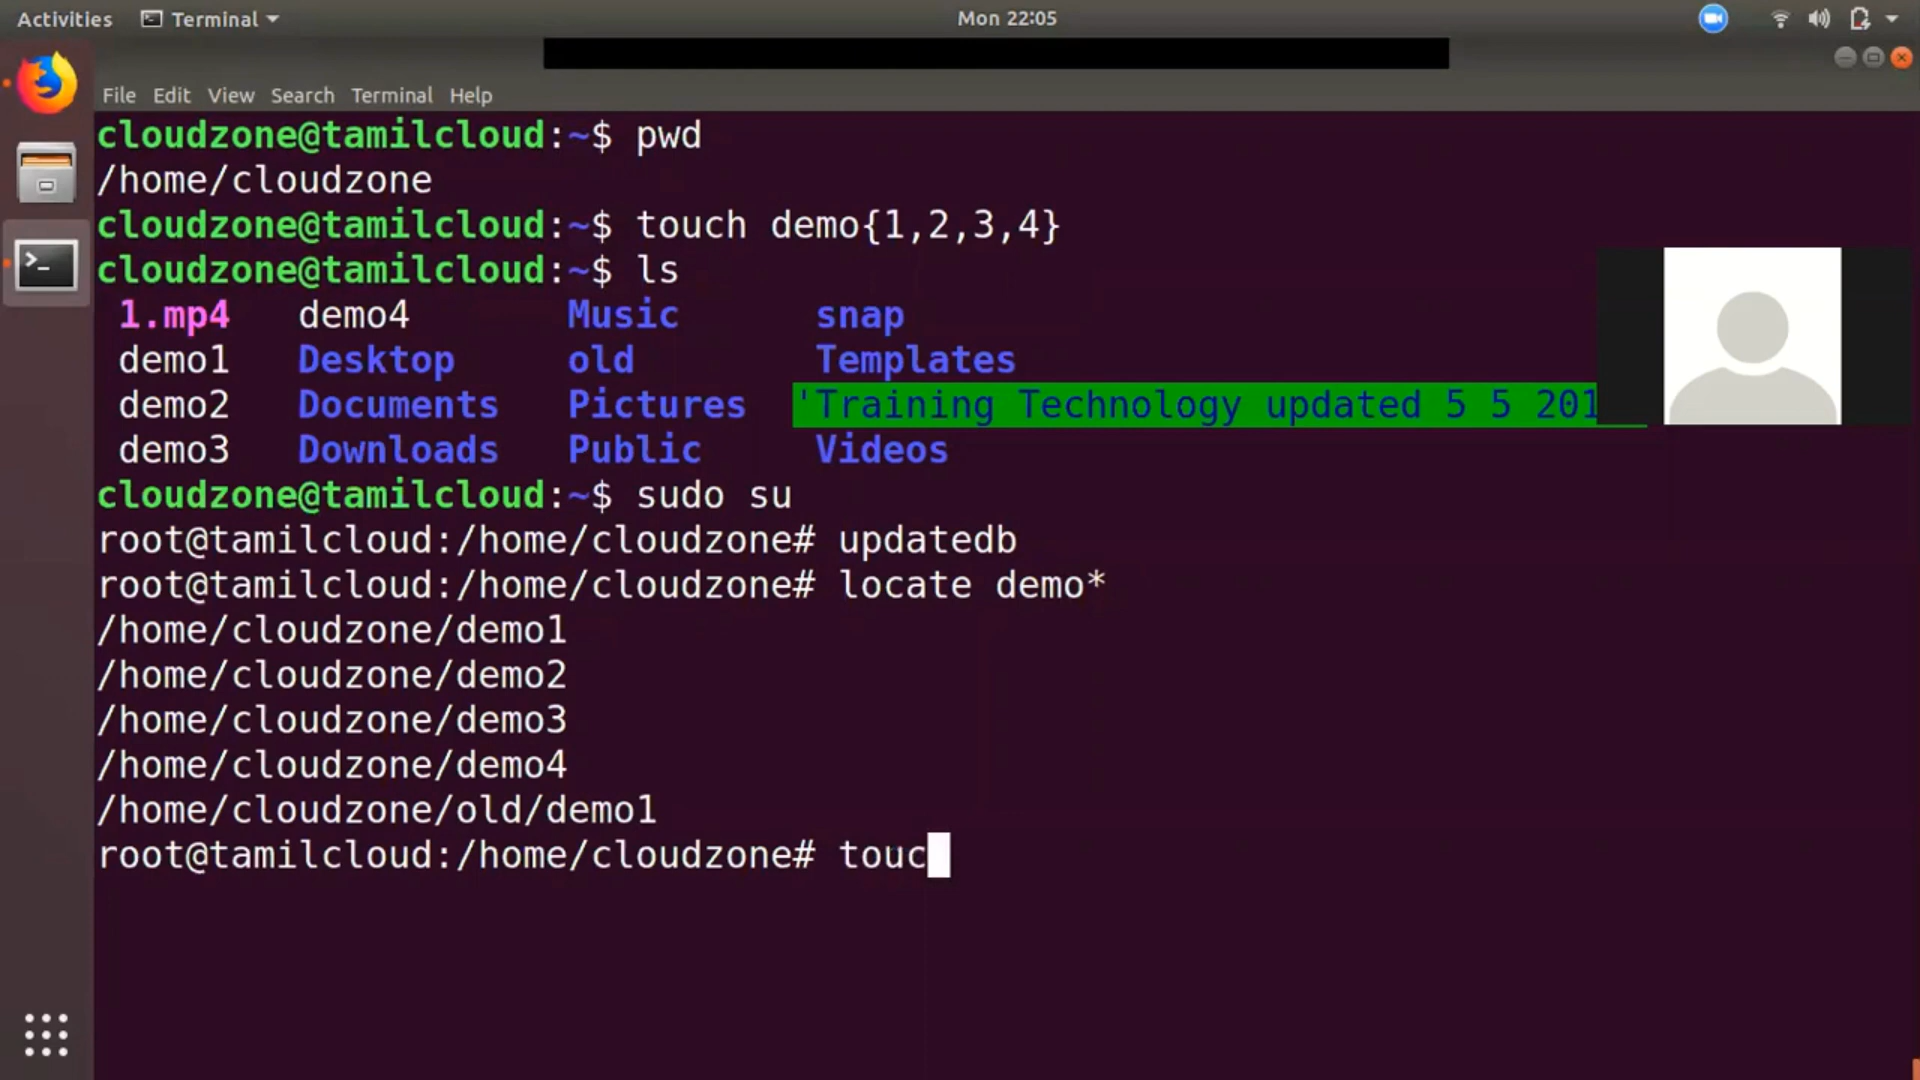 Activities Terminal Mon 22:05
File Edit View Search Terminal Help
cloudzone@tamilcloud:~$ pwd
/home/cloudzone
cloudzone@tamilcloud:~$ touch demo{1,2,3,4}
cloudzone@tamilcloud:~$ ls
1.mp4 demo4 Music snap
demo1 Desktop old Templates
demo2 Documents Pictures 'Training Technology updated 5 5 201
demo3 Downloads Public Videos
cloudzone@tamilcloud:~$ sudo su
root@tamilcloud:/home/cloudzone# updatedb
root@tamilcloud:/home/cloudzone# locate demo*
/home/cloudzone/demo1
/home/cloudzone/demo2
/home/cloudzone/demo3
/home/cloudzone/demo4
/home/cloudzone/old/demo1
root@tamilcloud:/home/cloudzone# touc